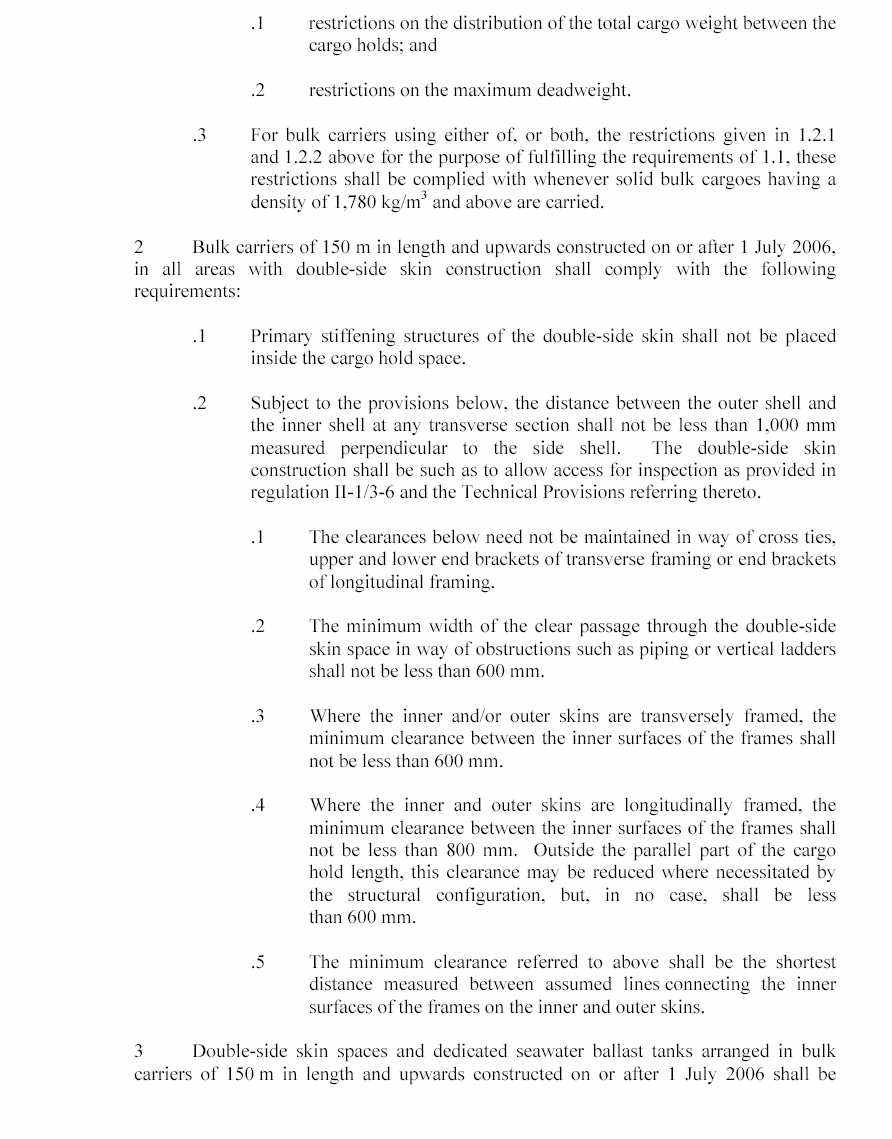 .1 restrictions on the distribution of the total cargo weight between the
cargo holds; and
.2 restrictions on the maximum deadweight.
.3 For bulk carriers using either of, or both, the restrictions given in 1.2.1
and 1.2.2 above for the purpose of fulfilling the requirements of 1.1, these
restrictions shall be complied with whenever solid bulk cargoes having a
density of 1,780 kg/m³ and above are carried.
2 Bulk carriers of 150 m in length and upwards constructed on or after 1 July 2006,
in all areas with double-side skin construction shall comply with the following
requirements:
.1 Primary stiffening structures of the double-side skin shall not be placed
inside the cargo hold space.
.2 Subject to the provisions below, the distance between the outer shell and
the inner shell at any transverse section shall not be less than 1,000 mm
measured perpendicular to the side shell. The double-side skin
construction shall be such as to allow access for inspection as provided in
regulation II-1/3-6 and the Technical Provisions referring thereto.
.1 The clearances below need not be maintained in way of cross ties,
upper and lower end brackets of transverse framing or end brackets
of longitudinal framing.
.2 The minimum width of the clear passage through the double-side
skin space in way of obstructions such as piping or vertical ladders
shall not be less than 600 mm.
.3 Where the inner and/or outer skins are transversely framed, the
minimum clearance between the inner surfaces of the frames shall
not be less than 600 mm.
.4 Where the inner and outer skins are longitudinally framed, the
minimum clearance between the inner surfaces of the frames shall
not be less than 800 mm. Outside the parallel part of the cargo
hold length, this clearance may be reduced where necessitated by
the structural configuration, but, in no case, shall be less
than 600 mm.
.5 The minimum clearance referred to above shall be the shortest
distance measured between assumed lines connecting the inner
surfaces of the frames on the inner and outer skins.
3 Double-side skin spaces and dedicated seawater ballast tanks arranged in bulk
carriers of 150 m in length and upwards constructed on or after 1 July 2006 shall be